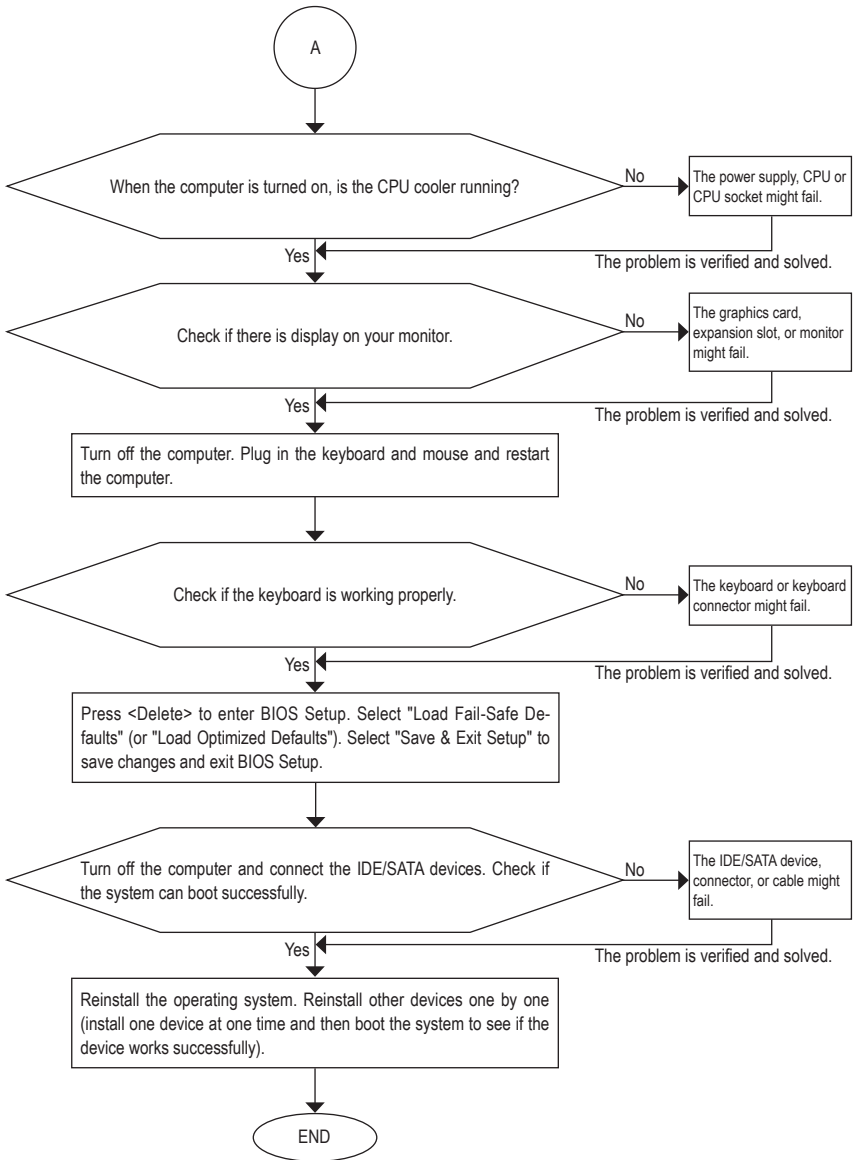 A
When the computer is turned on, is the CPU cooler running?
No
The power supply, CPU or
CPU socket might fail.
Yes
The problem is verified and solved.
Check if there is display on your monitor.
No
The graphics card,
expansion slot, or monitor
might fail.
Yes
The problem is verified and solved.
Turn off the computer. Plug in the keyboard and mouse and restart
the computer.
Check if the keyboard is working properly.
No
The keyboard or keyboard
connector might fail.
Yes
The problem is verified and solved.
Press <Delete> to enter BIOS Setup. Select "Load Fail-Safe De-
faults" (or "Load Optimized Defaults"). Select "Save & Exit Setup" to
save changes and exit BIOS Setup.
Turn off the computer and connect the IDE/SATA devices. Check if
the system can boot successfully.
No
The IDE/SATA device,
connector, or cable might
fail.
Yes
The problem is verified and solved.
Reinstall the operating system. Reinstall other devices one by one
(install one device at one time and then boot the system to see if the
device works successfully).
END